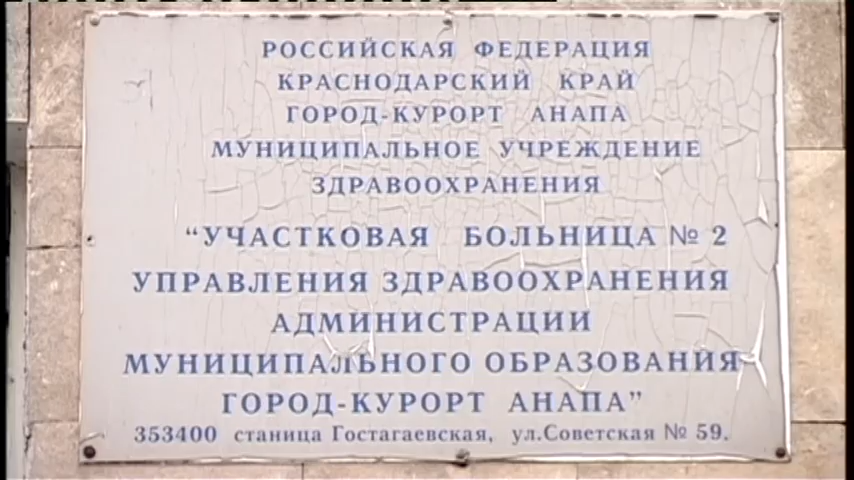 РОССИЙСКАЯ ФЕДЕРАЦИЯ
КРАСНОДАРСКИЙ КРАЙ
ГОРОД-КУРОРТ АНАПА
МУНИЦИПАЛЬНОЕ УЧРЕЖДЕНИЕ
ЗДРАВООХРАНЕНИЯ
“УЧАСТКОВАЯ БОЛЬНИЦА № 2
УПРАВЛЕНИЯ ЗДРАВООХРАНЕНИЯ
АДМИНИСТРАЦИИ
МУНИЦИПАЛЬНОГО ОБРАЗОВАНИЯ
ГОРОД-КУРОРТ АНАПА”
353400 станица Гостагаевская, ул.Советская № 59.